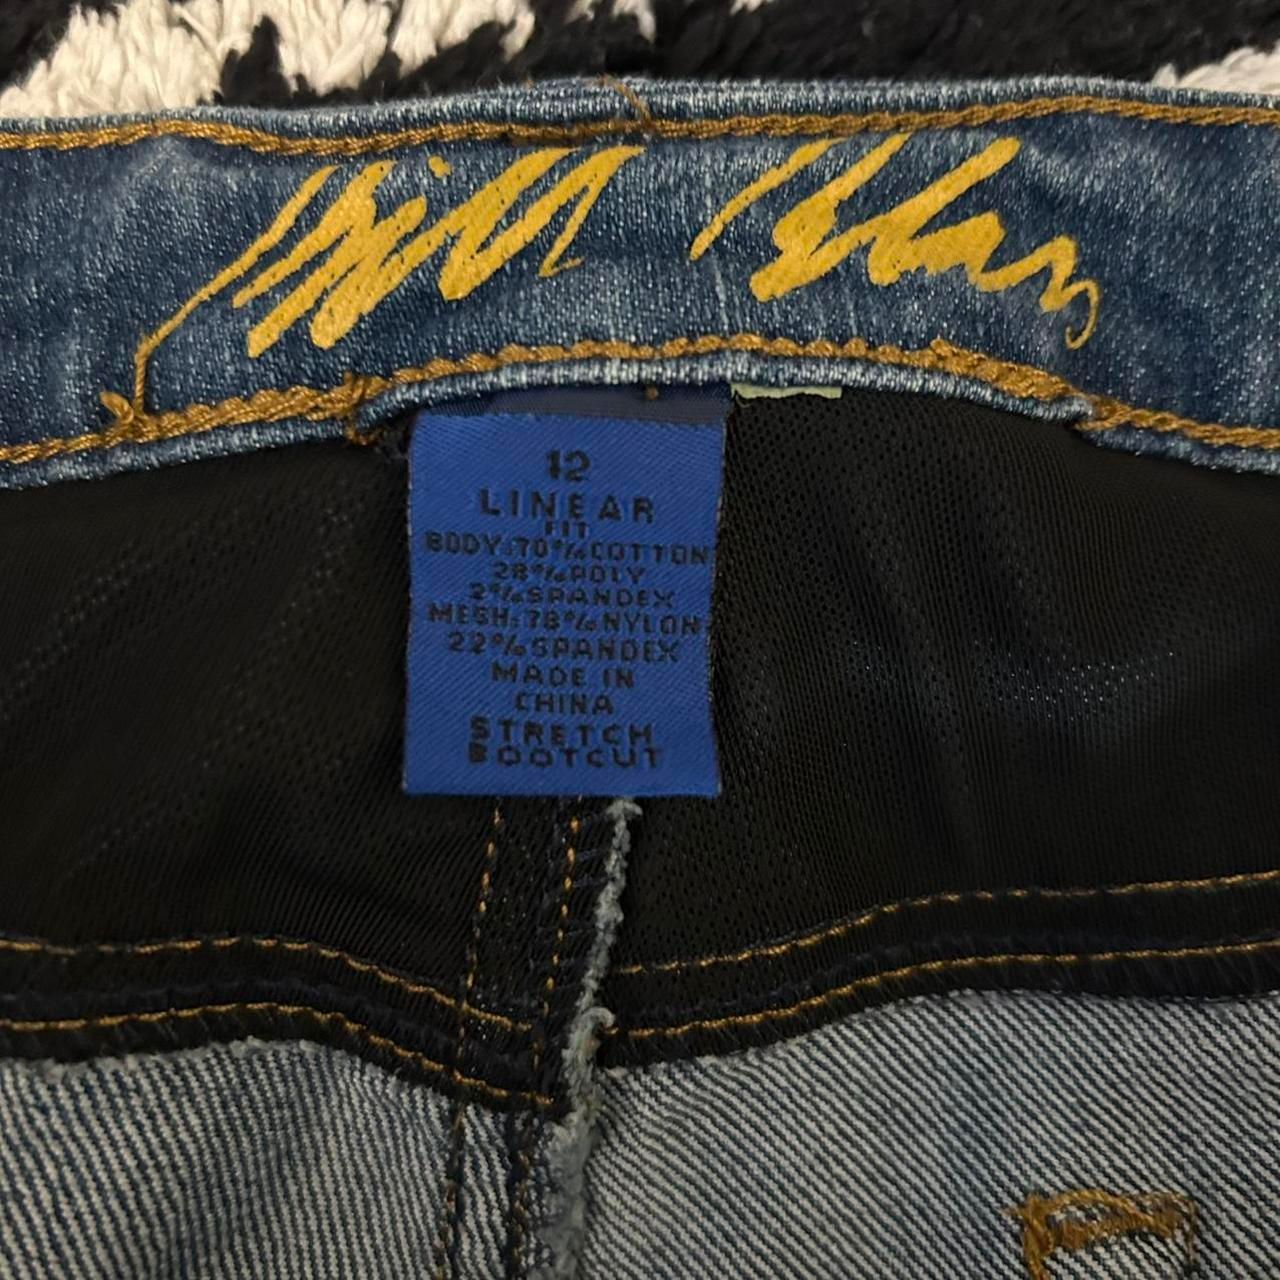 12
LINEAR
FIT
BODY:70%COTTON
28%POLY
2%SPANDEX
MESH:78%NYLON
22%SPANDEX
MADE IN
CHINA
STRETCH
BOOTCUT